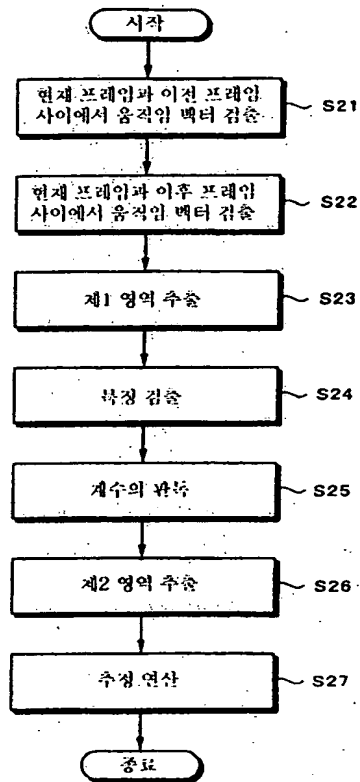 시작
현재 프레임과 이전 프레임
사이에서 움직임 벡터 검출
S21
현재 프레임과 이후 프레임
사이에서 움직임 벡터 검출
S22
제1 영역 추출
S23
특징 검출
S24
계수의 판독
S25
제2 영역 추출
S26
추정 연산
S27
종료